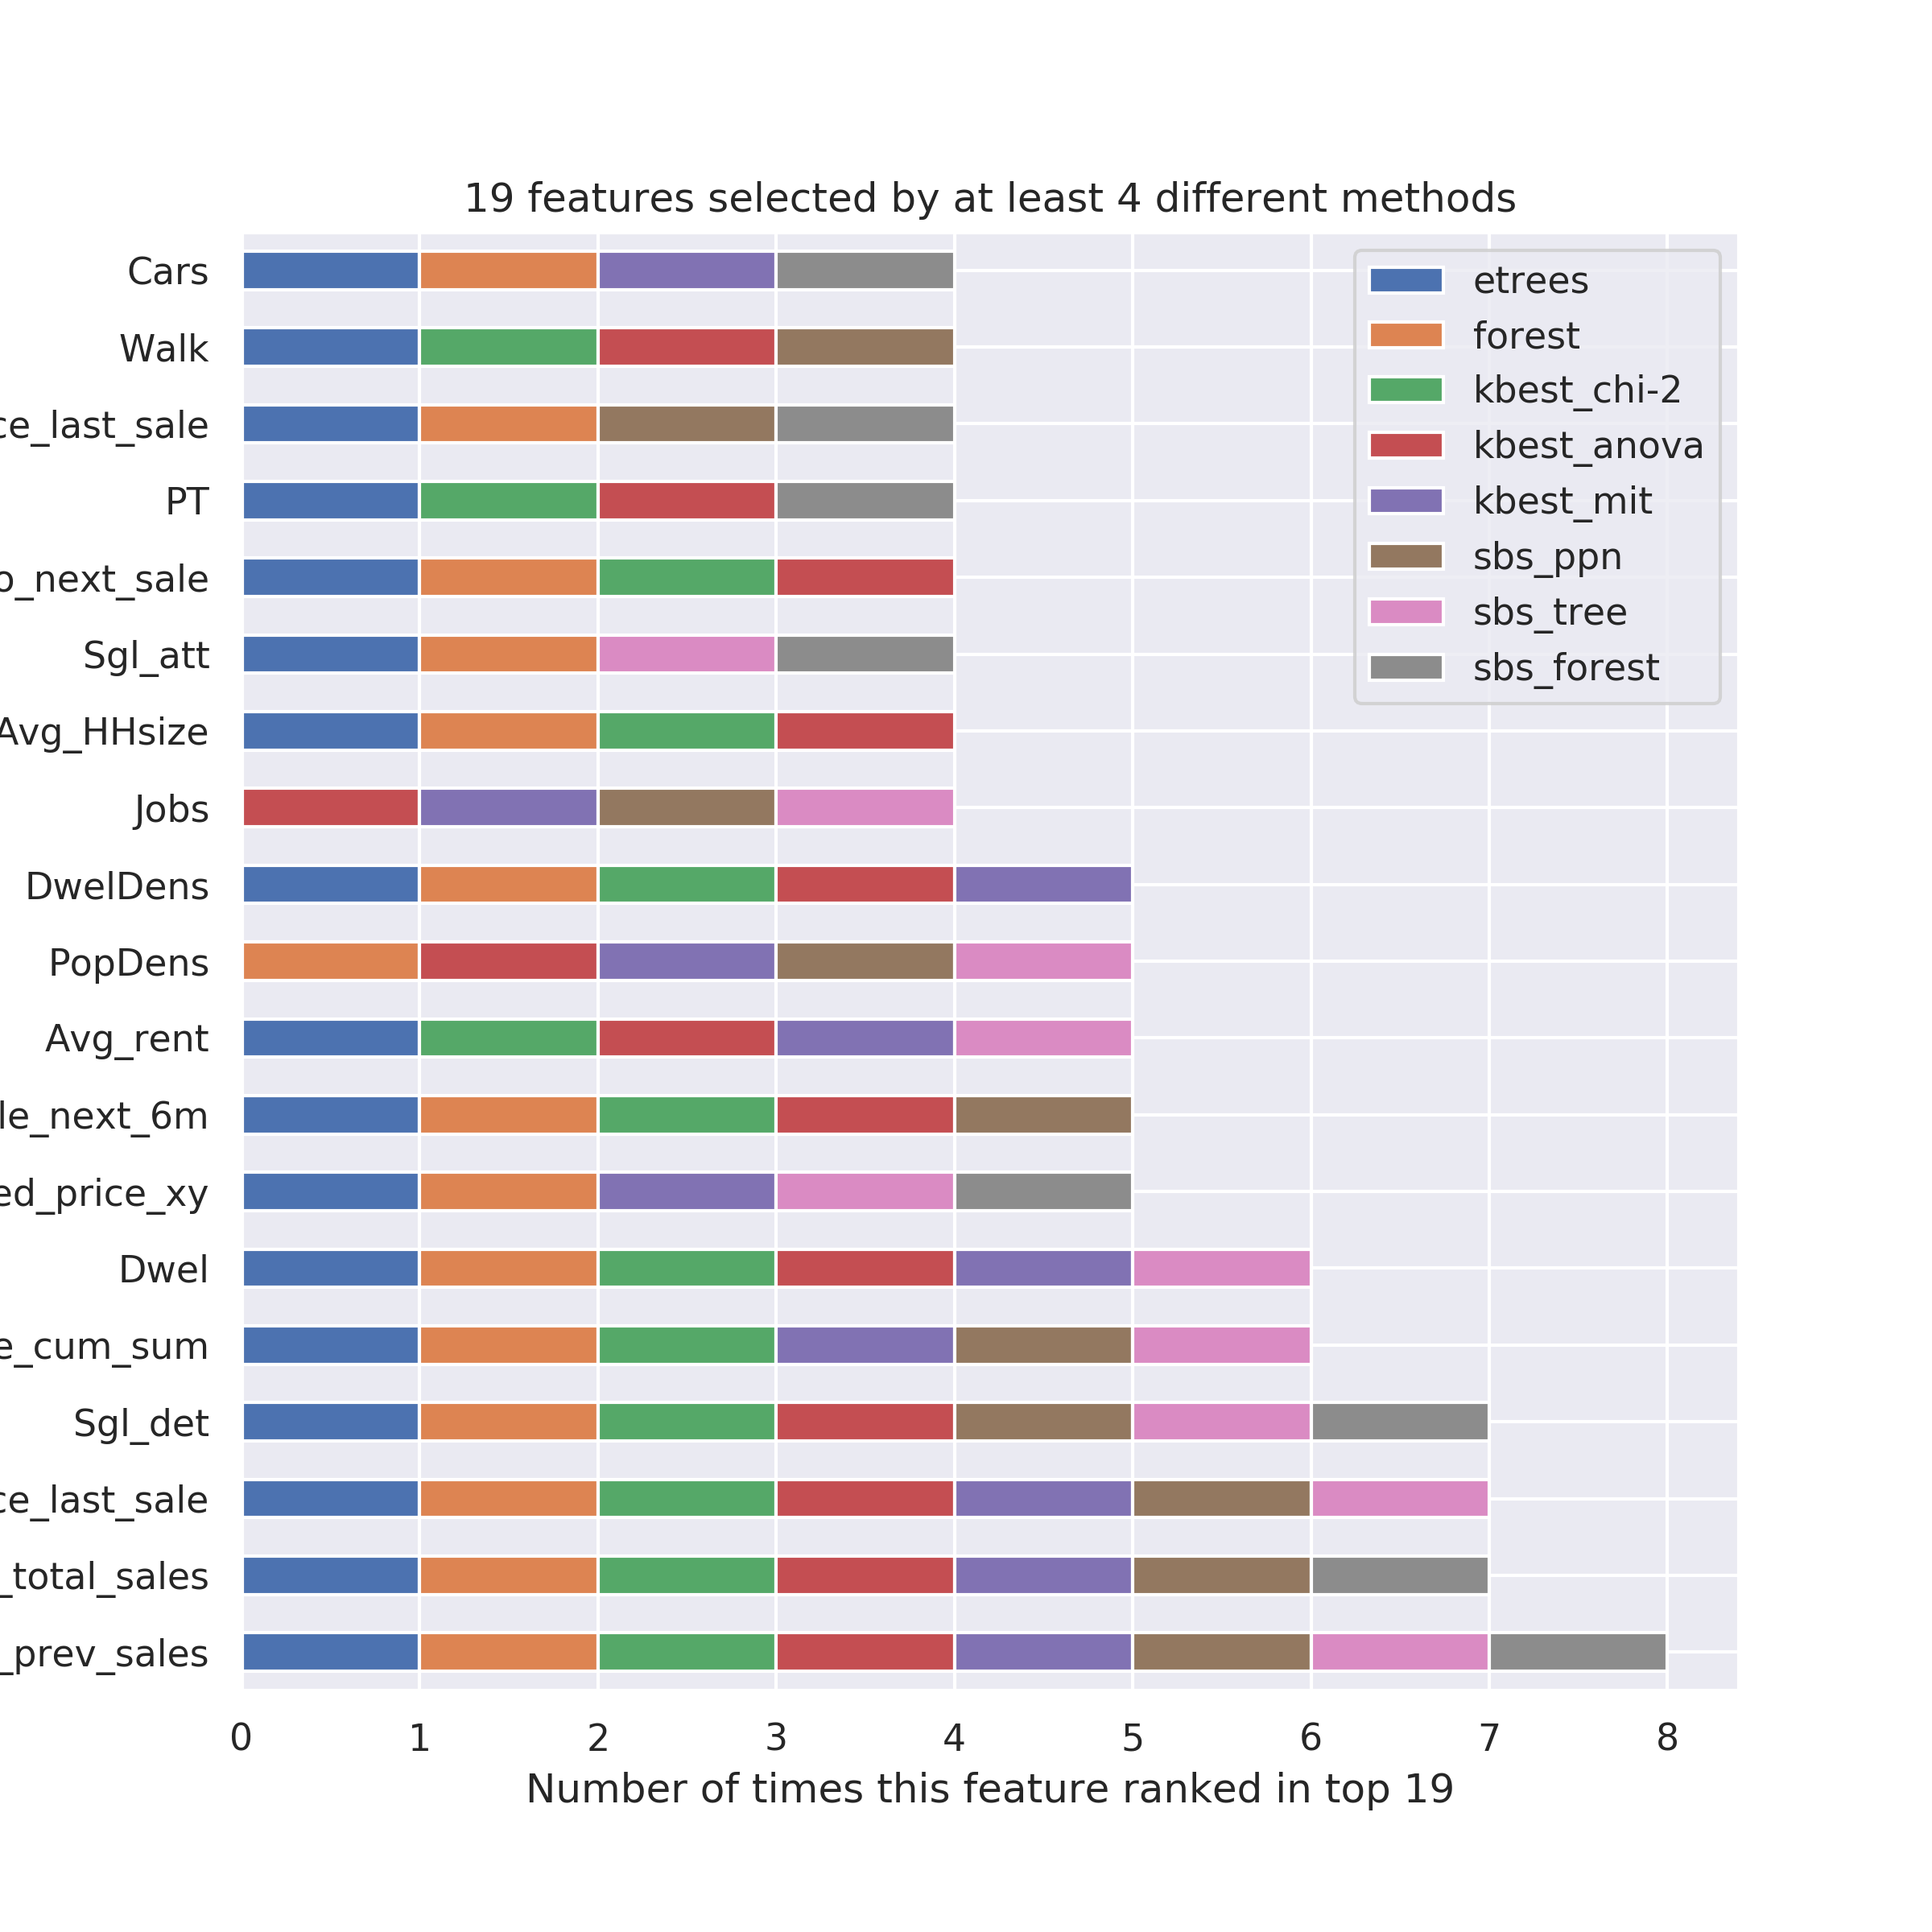 19 features selected by at least 4 different methods
Cars
Walk
ce_last_sale
PT
o_next_sale
Sgl_att
Avg_HHsize
Jobs
DwelDens
PopDens
Avg_rent
le_next_6m
ed_price_xy
Dwel
e_cum_sum
Sgl_det
ce_last_sale
_total_sales
_prev_sales
etrees
forest
kbest_chi-2
kbest_anova
kbest_mit
sbs_ppn
sbs_tree
sbs_forest
0 1 2 3 4 5 6 7 8
Number of times this feature ranked in top 19